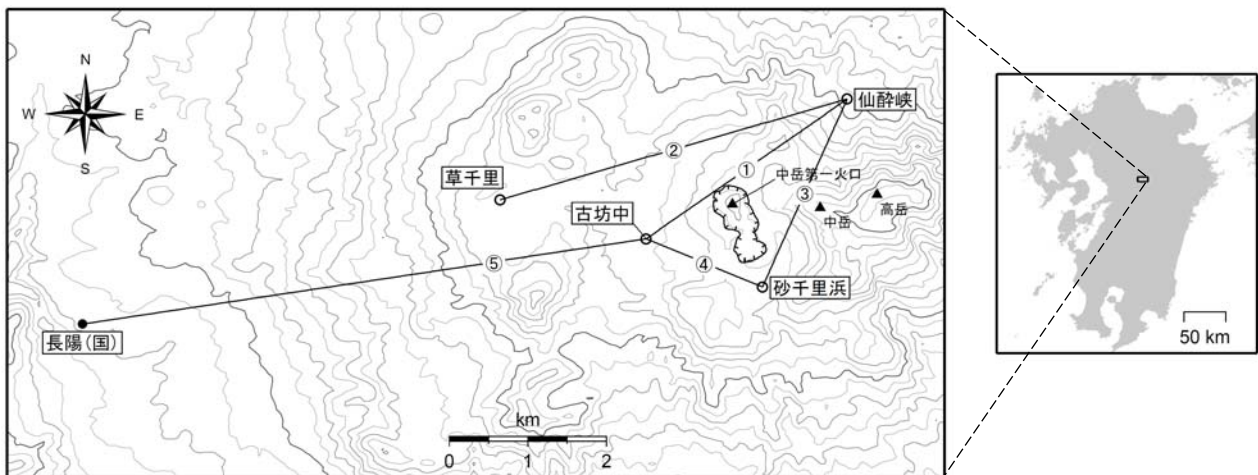 N
W
E
S
仙酔峡
②
草千里
①
中岳第一火口
③
高岳
中岳
古坊中
④
⑤
砂千里浜
長陽(国)
km
0
1
2
50 km